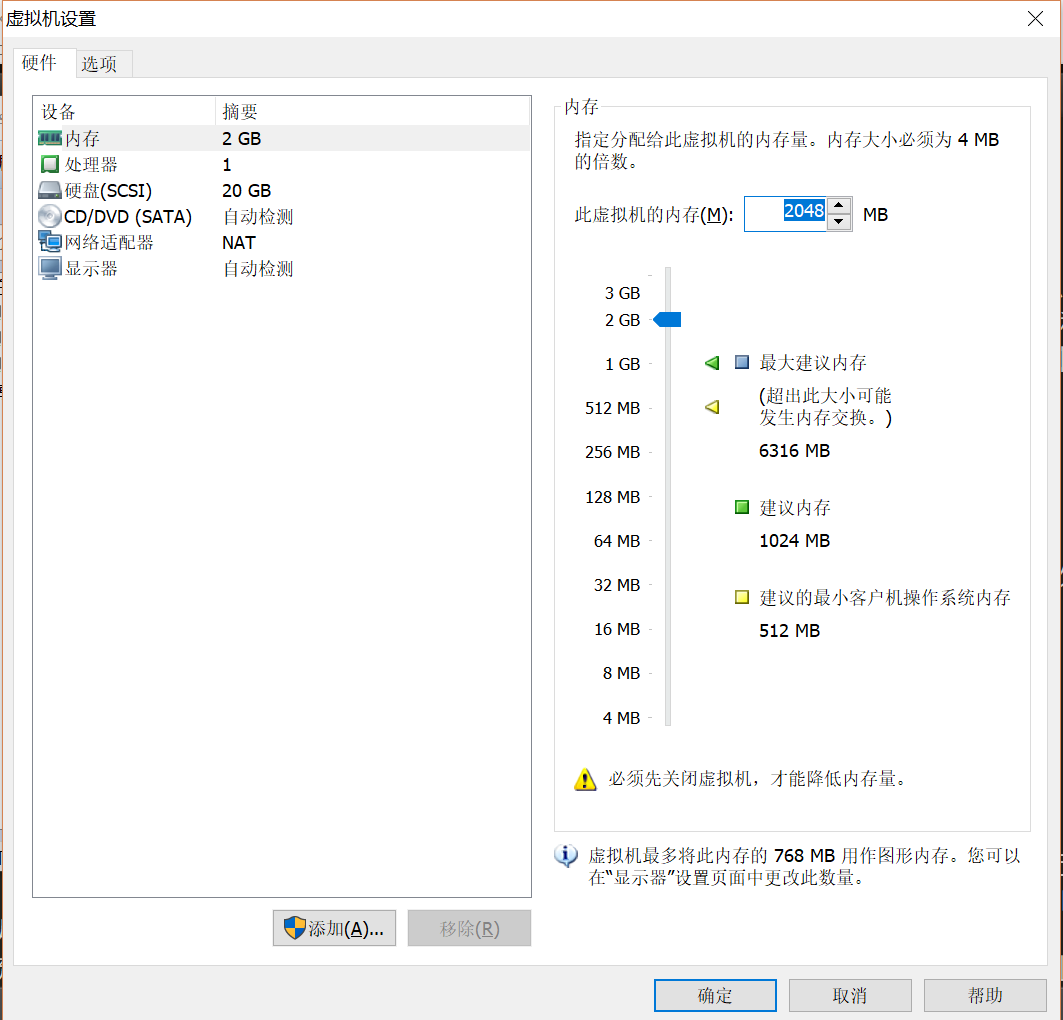 虚拟机设置
硬件 选项
设备 摘要
内存 2 GB
处理器 1
硬盘(SCSI) 20 GB
CD/DVD (SATA) 自动检测
网络适配器 NAT
显示器 自动检测
添加(A)...
移除(R)
内存
指定分配给此虚拟机的内存量。内存大小必须为 4 MB
的倍数。
此虚拟机的内存(M): 2048 MB
3 GB
2 GB
1 GB
512 MB
256 MB
128 MB
64 MB
32 MB
16 MB
8 MB
4 MB
最大建议内存
(超出此大小可能
发生内存交换。)
6316 MB
建议内存
1024 MB
建议的最小客户机操作系统内存
512 MB
必须先关闭虚拟机，才能降低内存量。
虚拟机最多将此内存的 768 MB 用作图形内存。您可以
在“显示器”设置页面中更改此数量。
确定 取消 帮助